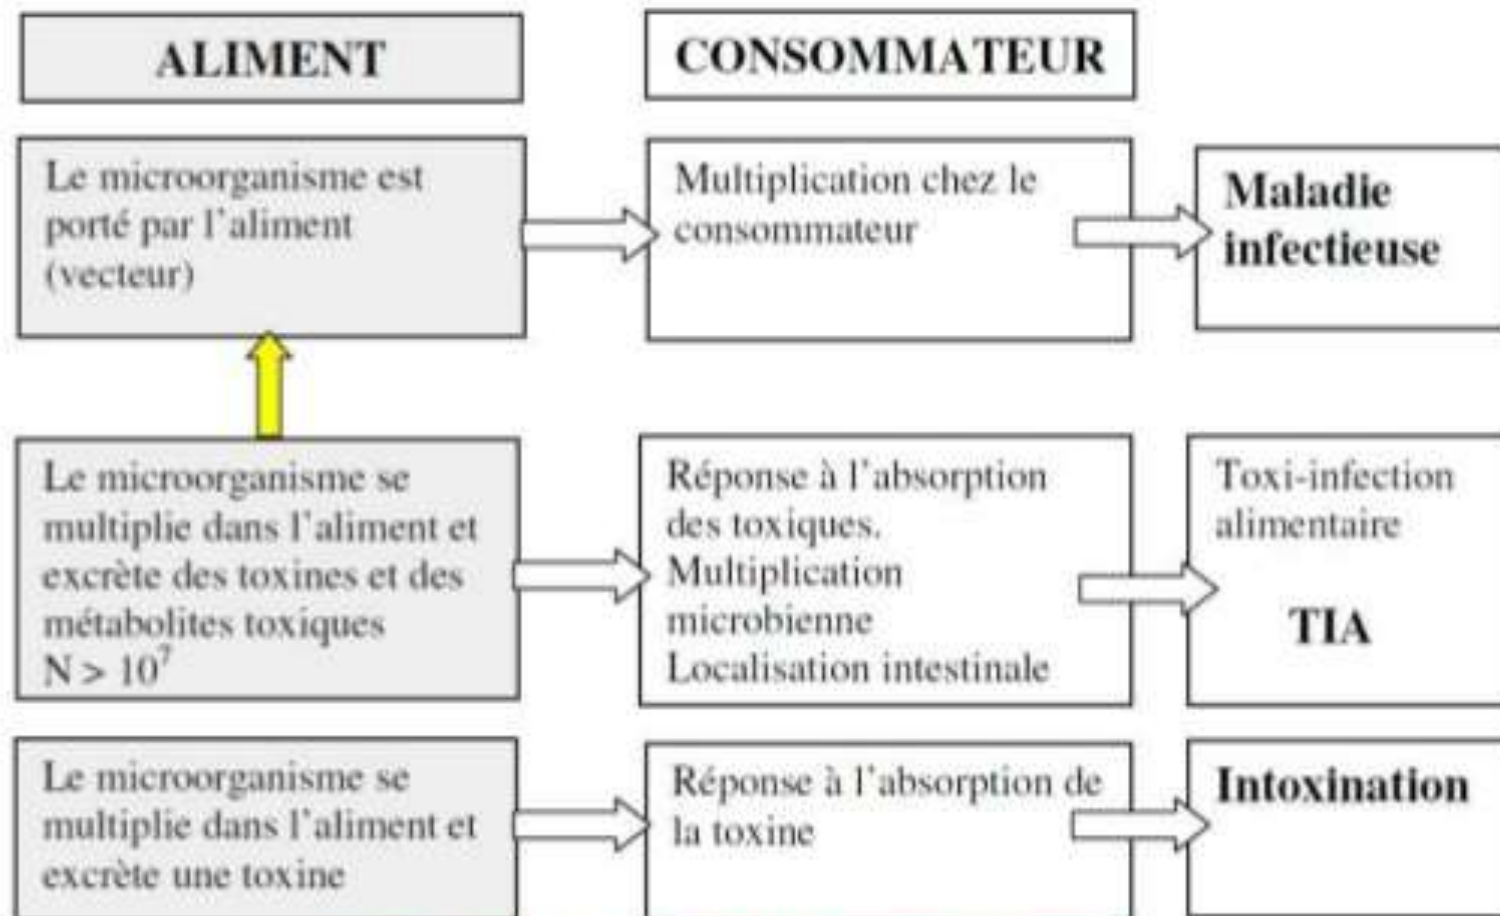 ALIMENT
CONSOMMATEUR
Le microorganisme est
porté par l'aliment
(vecteur)
Multiplication chez le
consommateur
Maladie
infectieuse
Le microorganisme se
multiplie dans l'aliment et
excrète des toxines et des
métabolites toxiques
N > 10⁷
Réponse à l'absorption
des toxiques.
Multiplication
microbienne
Localisation intestinale
Toxi-infection
alimentaire
TIA
Le microorganisme se
multiplie dans l'aliment et
excrète une toxine
Réponse à l'absorption de
la toxine
Intoxination